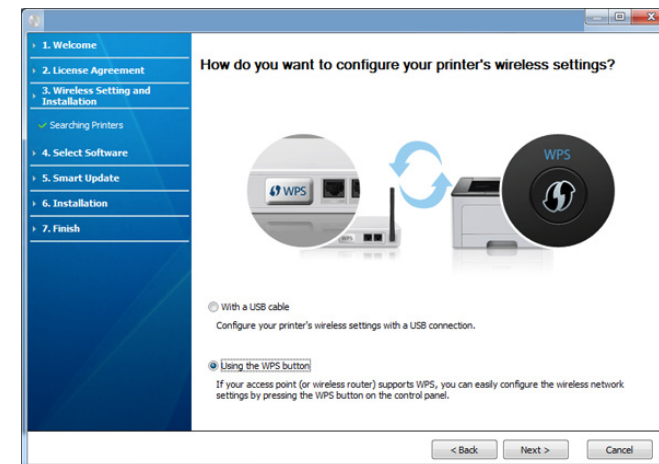 1. Welcome
2. License Agreement
3. Wireless Setting and
Installation
Searching Printers
4. Select Software
5. Smart Update
6. Installation
7. Finish
How do you want to configure your printer's wireless settings?
WPS
WPS
WPS
With a USB cable
Configure your printer's wireless settings with a USB connection.
Using the WPS button
If your access point (or wireless router) supports WPS, you can easily configure the wireless network
settings by pressing the WPS button on the control panel.
< Back
Next >
Cancel